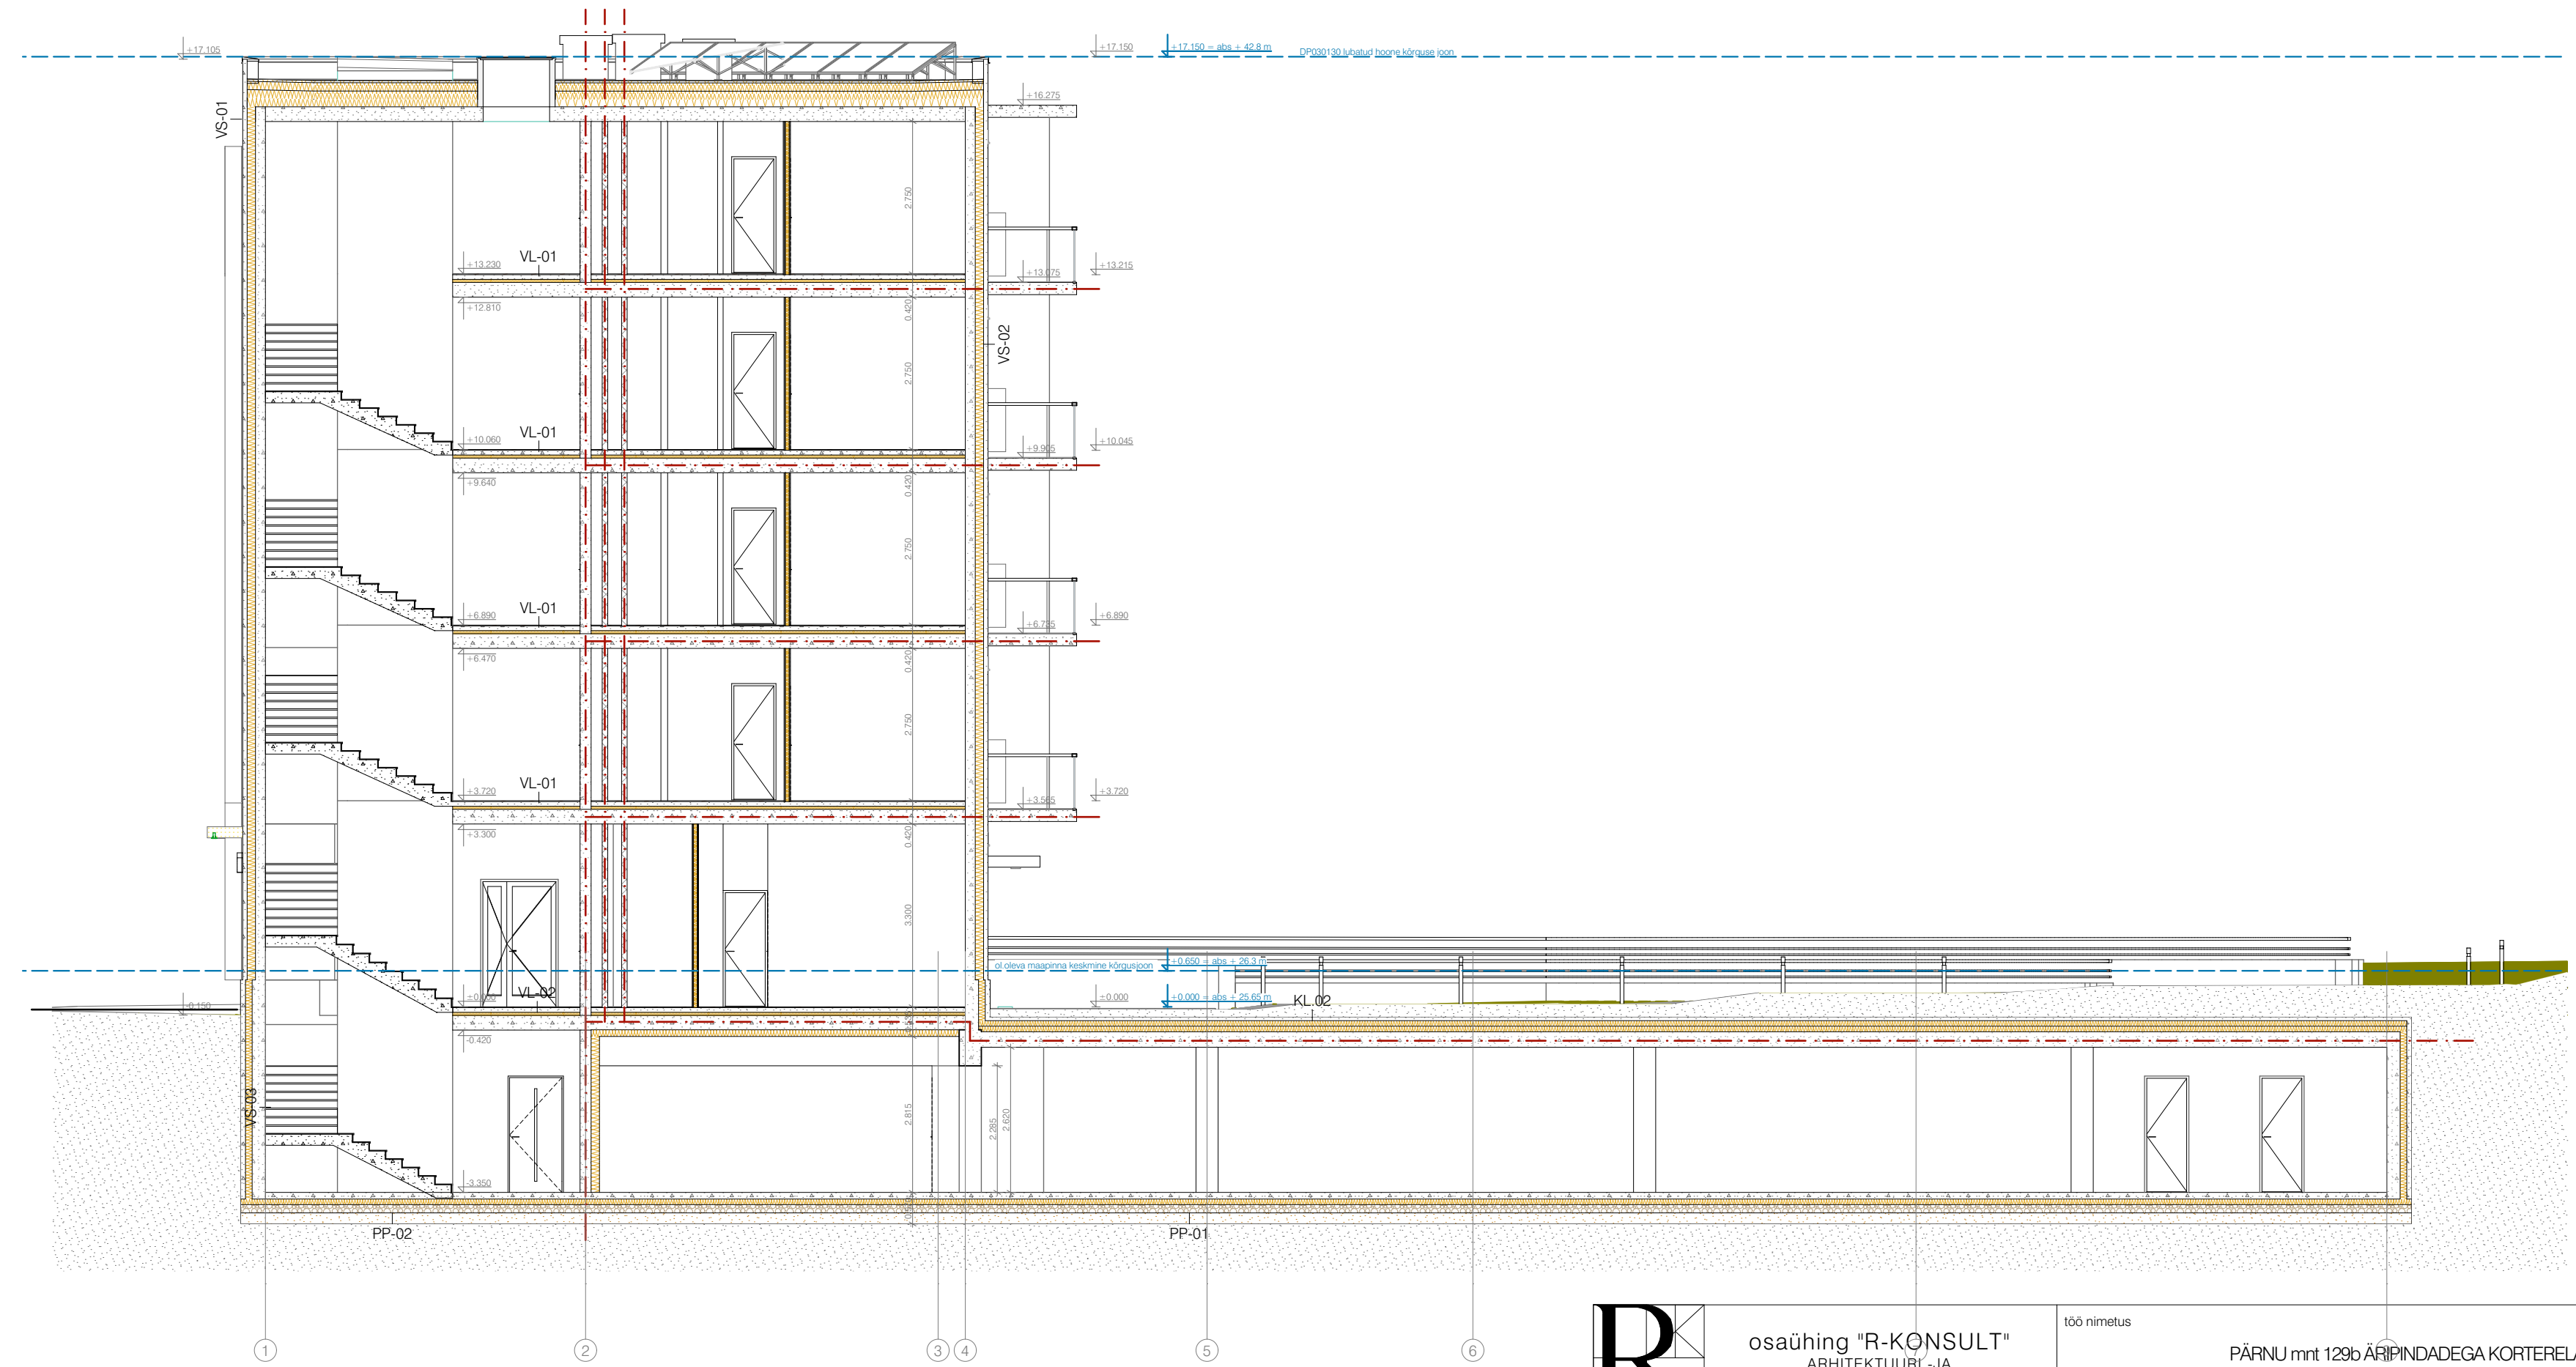 +17.105
+17.150
+17.150 = abs + 42.8 m
DP030130 lubatud hoone kõrguse joon
VS-01
+16.275
2.750
+13.230
VL-01
+13.075
+13.215
+12.810
0.420
VS-02
2.750
+10.060
VL-01
+9.905
+10.045
+9.640
0.420
2.750
+6.890
VL-01
+6.735
+6.890
+6.470
0.420
2.750
+3.720
VL-01
+3.565
+3.720
+3.300
0.420
3.300
ol.oleva maapinna keskmine kõrgusjoon
+0.650 = abs + 26.3 m
-0.150
VL-02
±0.000
+0.000 = abs + 25.65 m
KL.02
-0.420
VS-03
2.815
2.285
2.620
-3.350
PP-02
PP-01
1
2
3
4
5
6
7
osaühing "R-KONSULT"
ARHITEKTUURI -JA
töö nimetus
PÄRNU mnt 129b ÄRIPINDADEGA KORTERELA